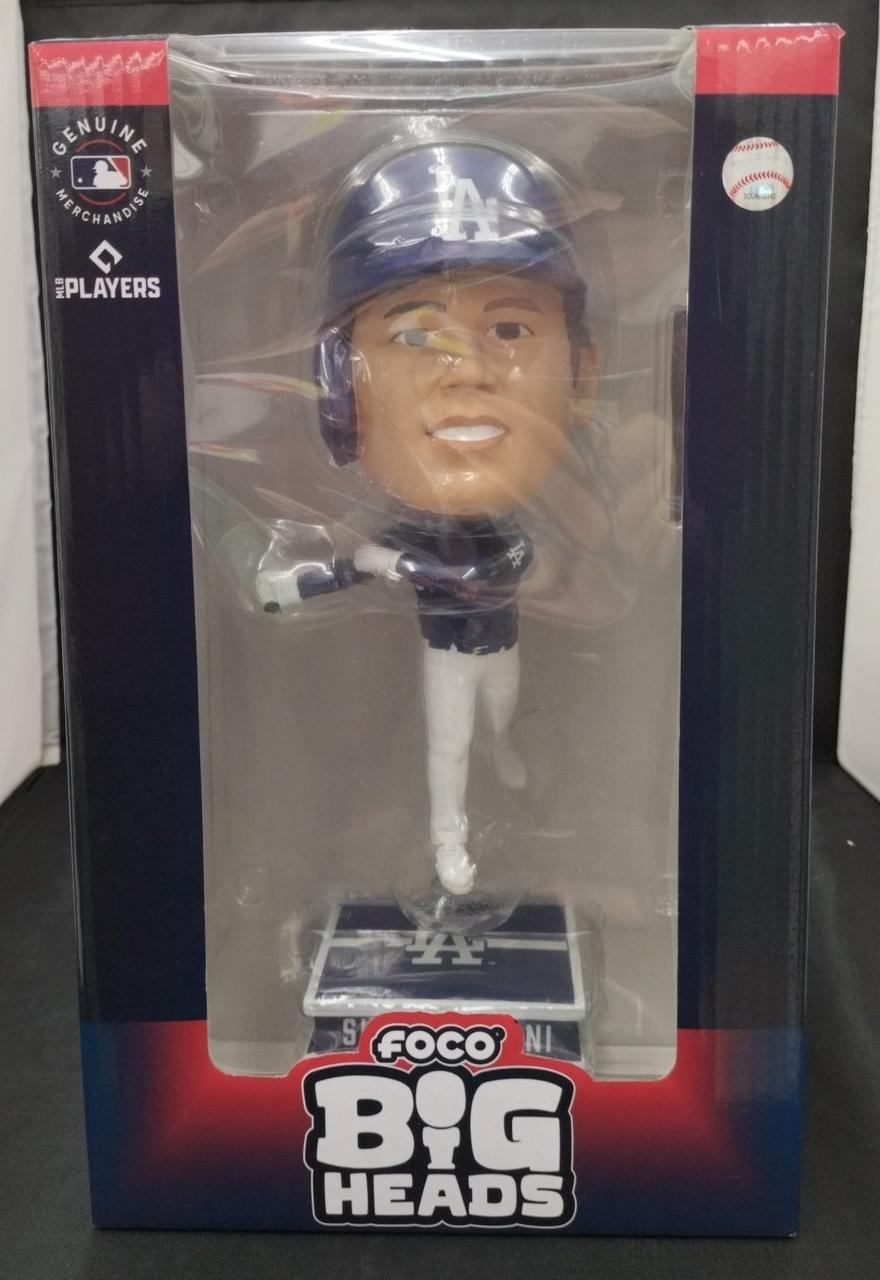 GENUINE
MERCHANDISE
MLB PLAYERS
LA
LA
LA
FOCO
BIG
HEADS